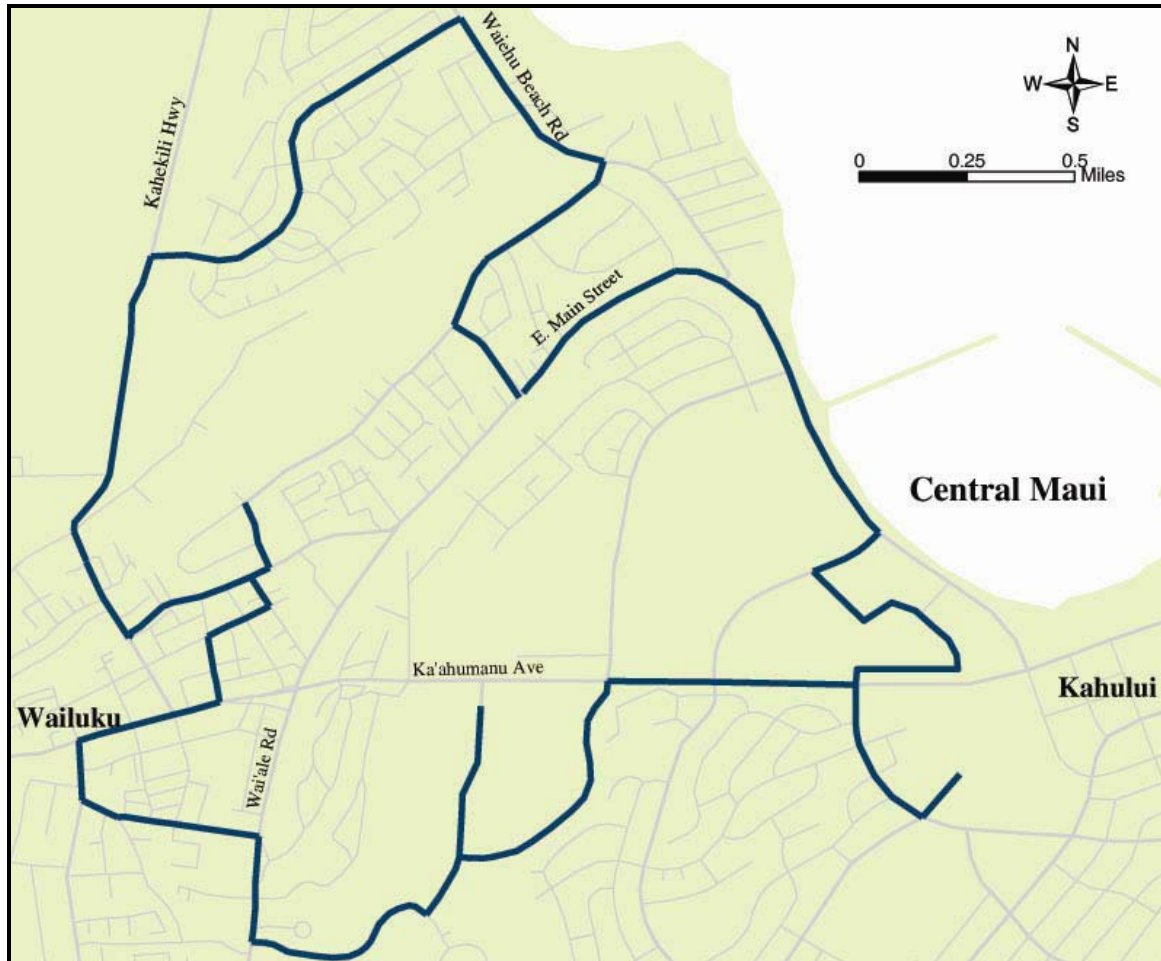 Waiehu Beach Rd
N
W E
S
Kahekili Hwy
0 0.25 0.5
Miles
E. Main Street
Central Maui
Ka'ahumanu Ave
Kahului
Wailuku
Wai'ale Rd